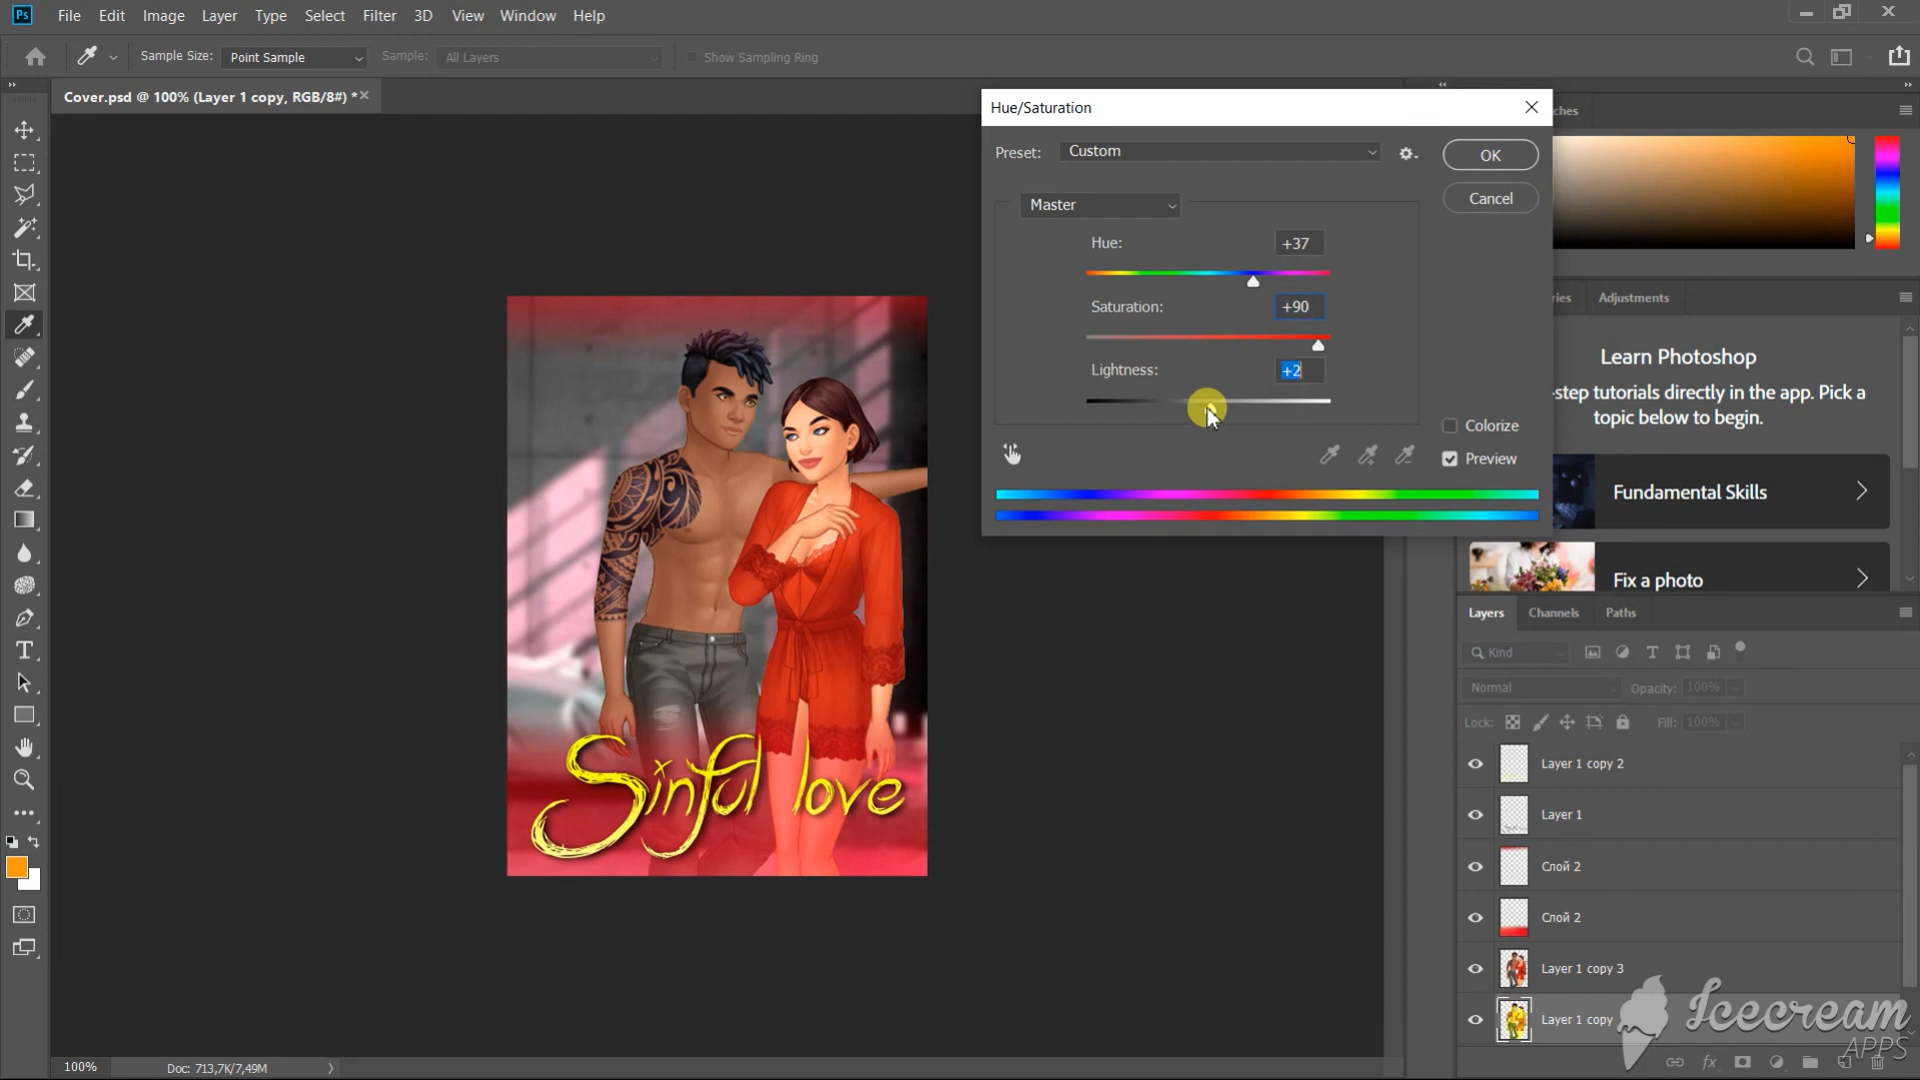 Ps File Edit Image Layer Type Select Filter 3D View Window Help
Sample Size: Point Sample Sample: All Layers Show Sampling Ring
Cover.psd @ 100% (Layer 1 copy, RGB/8#) *
Hue/Saturation
ches
Preset: Custom
OK
Cancel
Master
Hue: +37
Saturation: +90
Lightness: +2
Colorize
Preview
ries Adjustments
Learn Photoshop
-step tutorials directly in the app. Pick a
topic below to begin.
Fundamental Skills
Fix a photo
Layers Channels Paths
Kind
Normal Opacity: 100%
Lock: Fill: 100%
Layer 1 copy 2
Layer 1
Слой 2
Слой 2
Layer 1 copy 3
Layer 1 copy
Sinful love
Icecream
APPS
100% Doc: 713,7K/7,49M